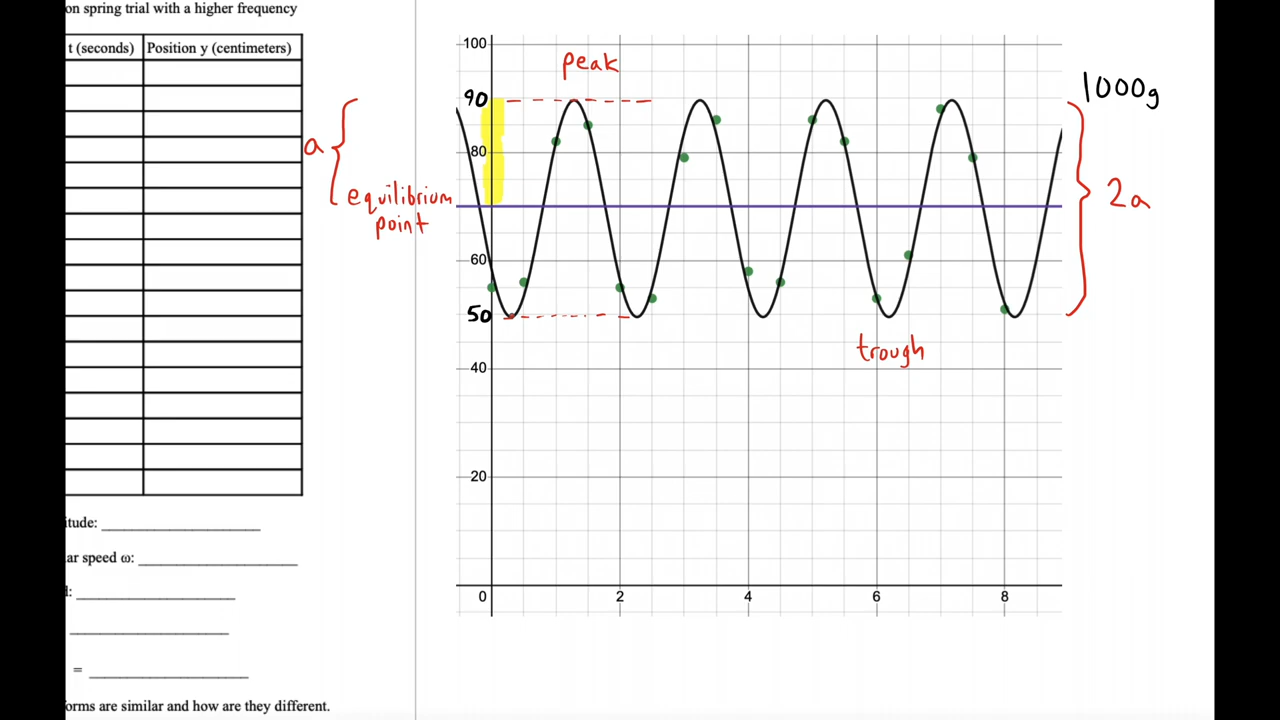 on spring trial with a higher frequency
t (seconds) Position y (centimeters)
itude:
ar speed ω:
d:
=
orms are similar and how are they different.
100
90
80
60
50
40
20
0 2 4 6 8
peak
a
equilibrium
point
trough
1000g
2a